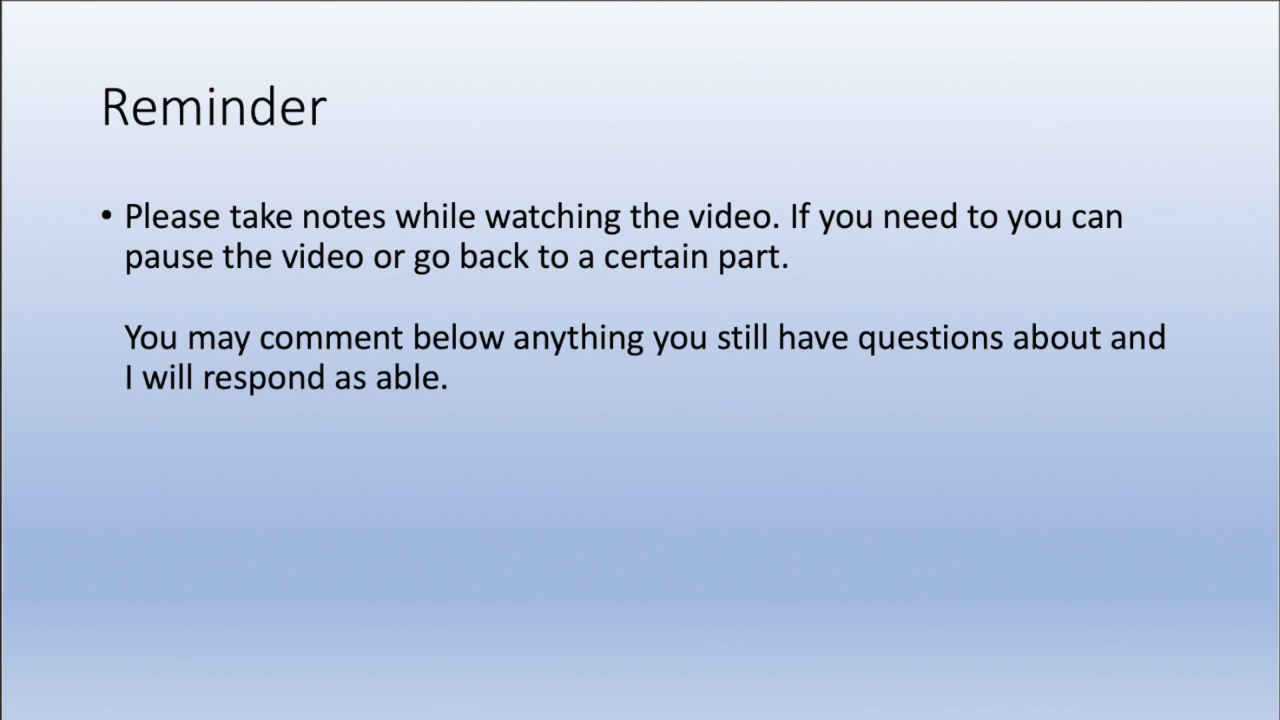 Reminder
• Please take notes while watching the video. If you need to you can
pause the video or go back to a certain part.
You may comment below anything you still have questions about and
I will respond as able.